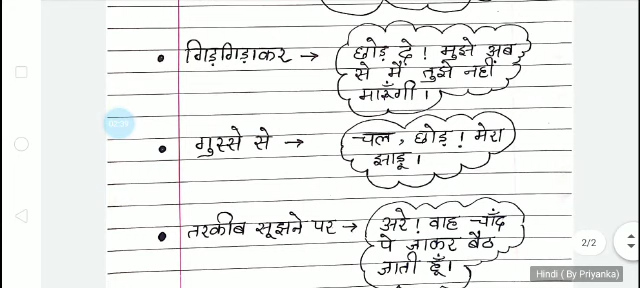 • गिड़गिड़ाकर → छोड़ दे! मुझे अब
से मैं तुझे नहीं
मारूँगी।
• गुस्से से → चल, छोड़! मेरा
झाड़ू।
• तरकीब सूझने पर → अरे! वाह चाँद
पे जाकर बैठ
जाती हूँ।
2/2
Hindi ( By Priyanka)